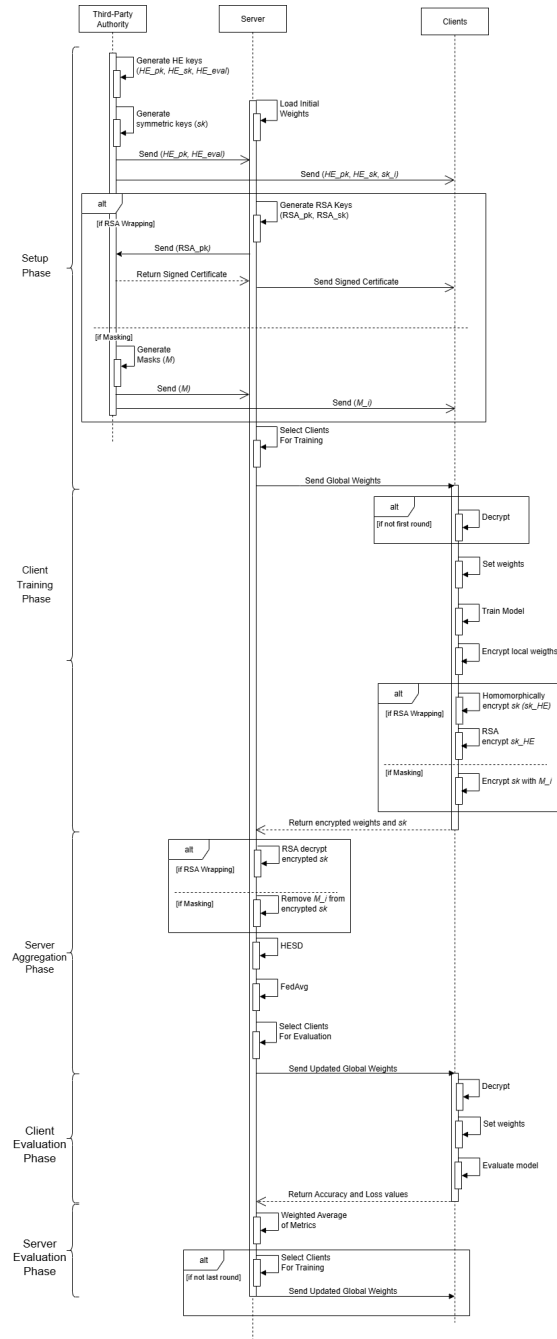 Third-Party
Authority
Server
Clients
Generate HE keys
(HE_pk, HE_sk, HE_eval)
Load Initial
Weights
Generate
symmetric keys (sk)
Send (HE_pk, HE_eval)
Send (HE_pk, HE_sk, sk_i)
alt
[if RSA Wrapping]
Generate RSA Keys
(RSA_pk, RSA_sk)
Send (RSA_pk)
Setup
Phase
Return Signed Certificate
Send Signed Certificate
[if Masking]
Generate
Masks (M)
Send (M)
Send (M_i)
Select Clients
For Training
Send Global Weights
alt
[if not first round]
Decrypt
Client
Training
Phase
Set weights
Train Model
Encrypt local weigths
alt
[if RSA Wrapping]
Homomorphically
encrypt sk (sk_HE)
RSA
encrypt sk_HE
[if Masking]
Encrypt sk with M_i
Return encrypted weights and sk
alt
[if RSA Wrapping]
RSA decrypt
encrypted sk
[if Masking]
Remove M_i from
encrypted sk
Server
Aggregation
Phase
HESD
FedAvg
Select Clients
For Evaluation
Send Updated Global Weights
Decrypt
Client
Evaluation
Phase
Set weights
Evaluate model
Return Accuracy and Loss values
Server
Evaluation
Phase
Weighted Average
of Metrics
alt
[if not last round]
Select Clients
For Training
Send Updated Global Weights